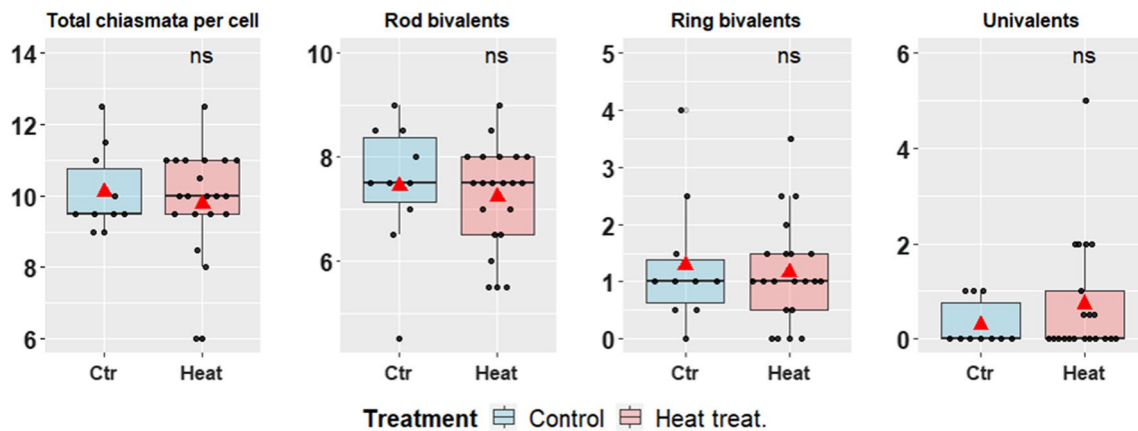 Total chiasmata per cell
14
12
10
8
6
ns
Ctr
Heat
Rod bivalents
10
8
6
ns
Ctr
Heat
Ring bivalents
5
4
3
2
1
0
ns
Ctr
Heat
Univalents
6
4
2
0
ns
Ctr
Heat
Treatment Control Heat treat.